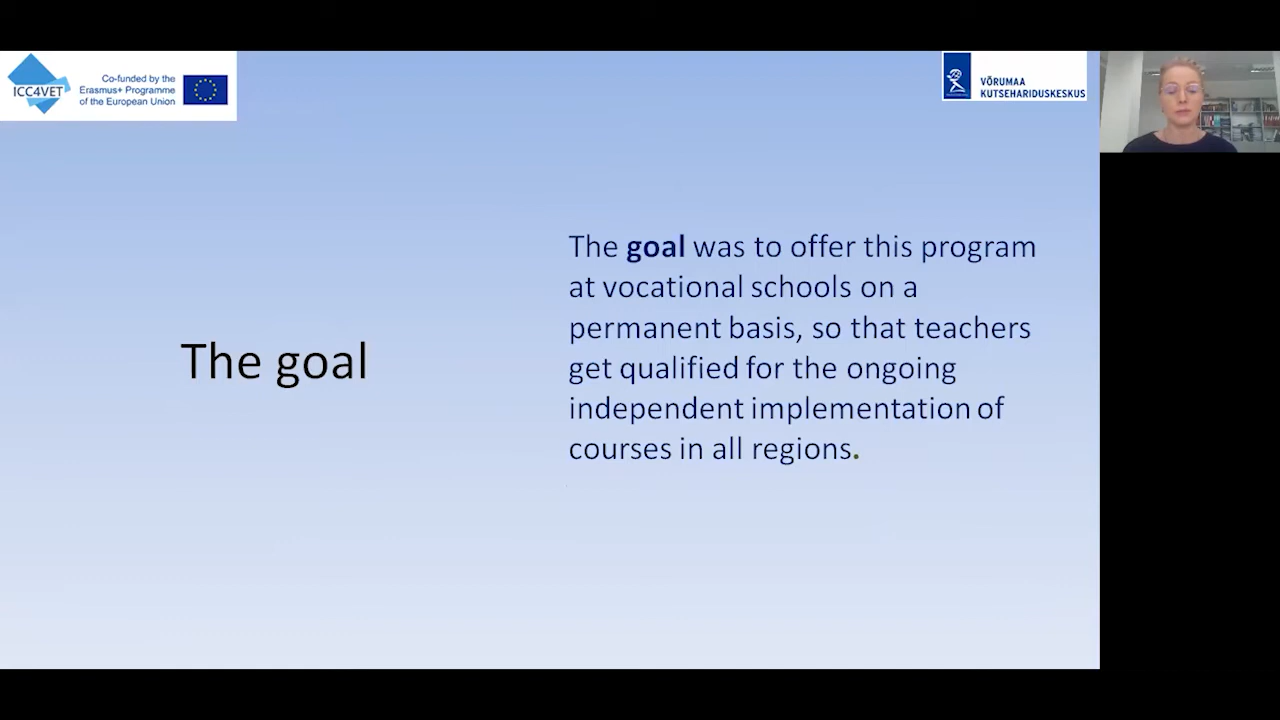 ICC4VET
Co-funded by the
Erasmus+ Programme
of the European Union
VÕRUMAA
KUTSEHARIDUSKESKUS
The goal
The goal was to offer this program
at vocational schools on a
permanent basis, so that teachers
get qualified for the ongoing
independent implementation of
courses in all regions.